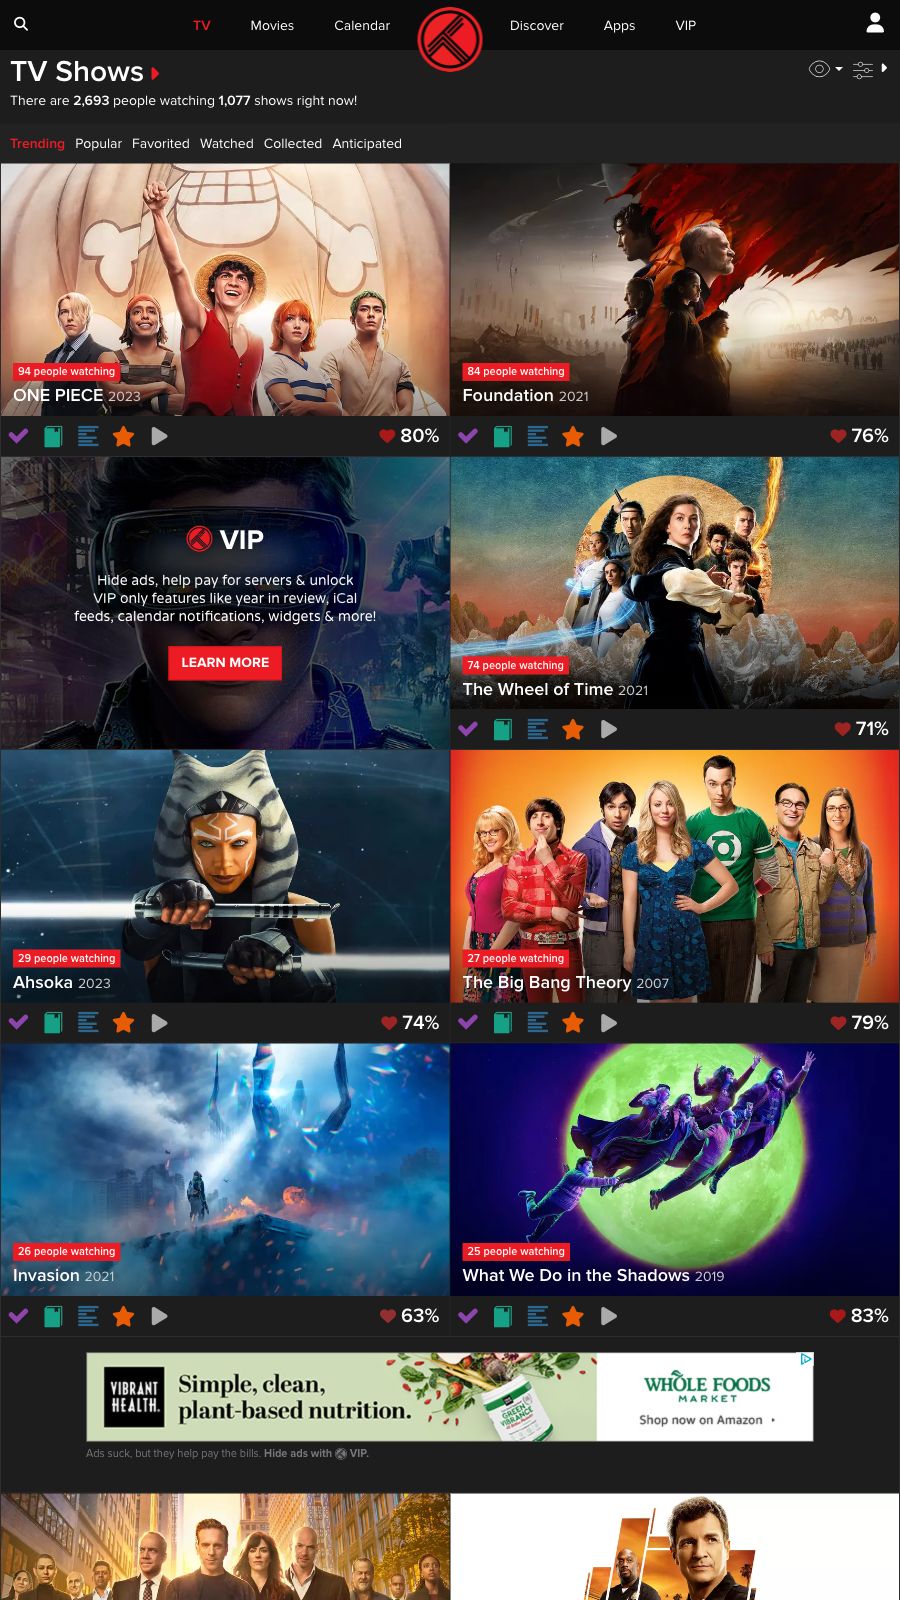 TV
Movies
Calendar
Discover
Apps
VIP
TV Shows
There are 2,693 people watching 1,077 shows right now!
Trending
Popular
Favorited
Watched
Collected
Anticipated
94 people watching
ONE PIECE 2023
80%
84 people watching
Foundation 2021
76%
VIP
Hide ads, help pay for servers & unlock
VIP only features like year in review, iCal
feeds, calendar notifications, widgets & more!
LEARN MORE
74 people watching
The Wheel of Time 2021
71%
29 people watching
Ahsoka 2023
74%
27 people watching
The Big Bang Theory 2007
79%
26 people watching
Invasion 2021
63%
25 people watching
What We Do in the Shadows 2019
83%
VIBRANT
HEALTH.
Simple, clean,
plant-based nutrition.
GREEN
VIBRANCE
WHOLE FOODS
MARKET
Shop now on Amazon
Ads suck, but they help pay the bills. Hide ads with VIP.